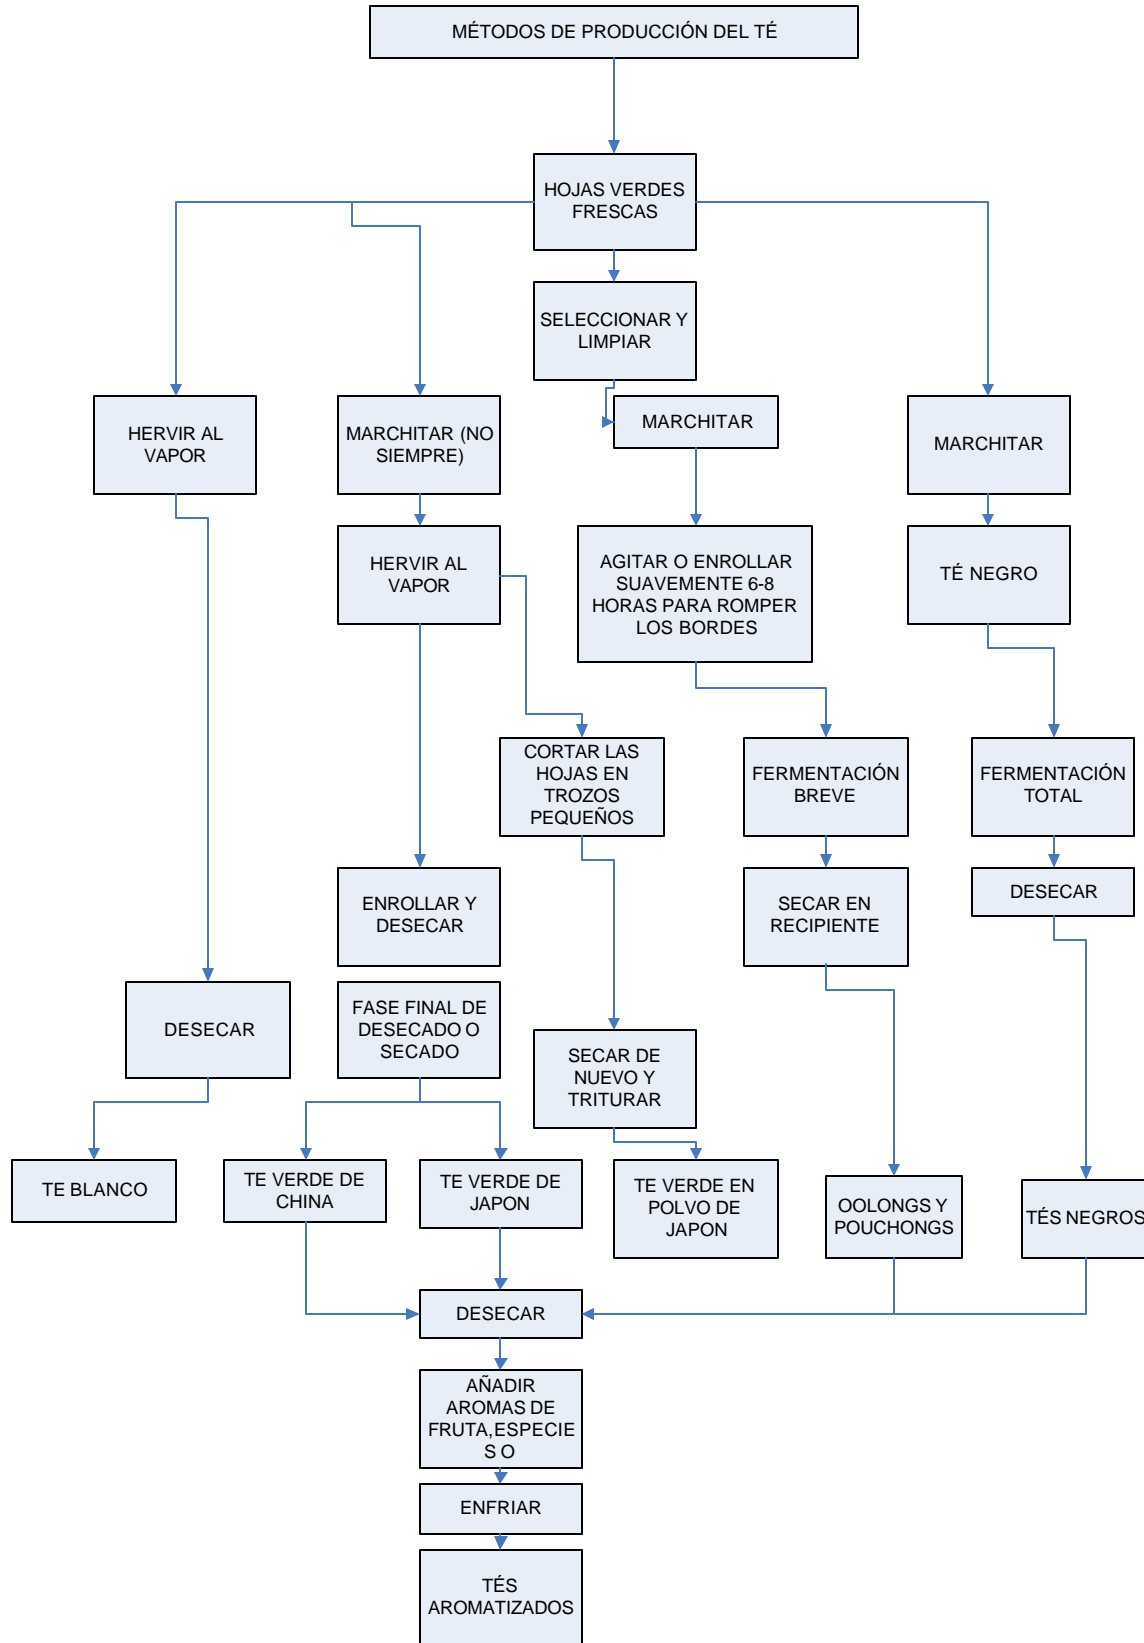 MÉTODOS DE PRODUCCIÓN DEL TÉ
HOJAS VERDES
FRESCAS
SELECCIONAR Y
LIMPIAR
HERVIR AL
VAPOR
MARCHITAR (NO
SIEMPRE)
MARCHITAR
MARCHITAR
HERVIR AL
VAPOR
AGITAR O ENROLLAR
SUAVEMENTE 6-8
HORAS PARA ROMPER
LOS BORDES
TÉ NEGRO
CORTAR LAS
HOJAS EN
TROZOS
PEQUEÑOS
FERMENTACIÓN
BREVE
FERMENTACIÓN
TOTAL
ENROLLAR Y
DESECAR
SECAR EN
RECIPIENTE
DESECAR
DESECAR
FASE FINAL DE
DESECADO O
SECADO
SECAR DE
NUEVO Y
TRITURAR
TE BLANCO
TE VERDE DE
CHINA
TE VERDE DE
JAPON
TE VERDE EN
POLVO DE
JAPON
OOLONGS Y
POUCHONGS
TÉS NEGROS
DESECAR
AÑADIR
AROMAS DE
FRUTA,ESPECIE
S O
ENFRIAR
TÉS
AROMATIZADOS